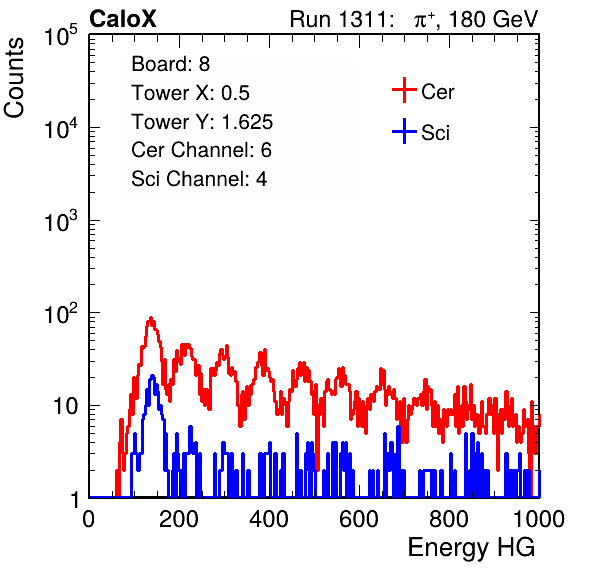 CaloX Run 1311: π⁺, 180 GeV
Counts
10⁵
10⁴
10³
10²
10
1
Board: 8
Tower X: 0.5
Tower Y: 1.625
Cer Channel: 6
Sci Channel: 4
Cer
Sci
0 200 400 600 800 1000
Energy HG